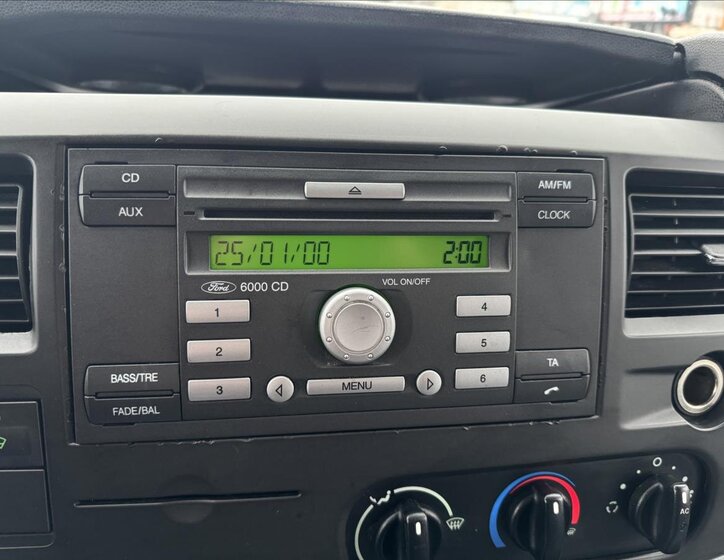 CD
AUX
AM/FM
CLOCK
25/01/00 2:00
Ford 6000 CD
VOL ON/OFF
1
2
3
4
5
6
MENU
BASS/TRE
FADE/BAL
TA
AC